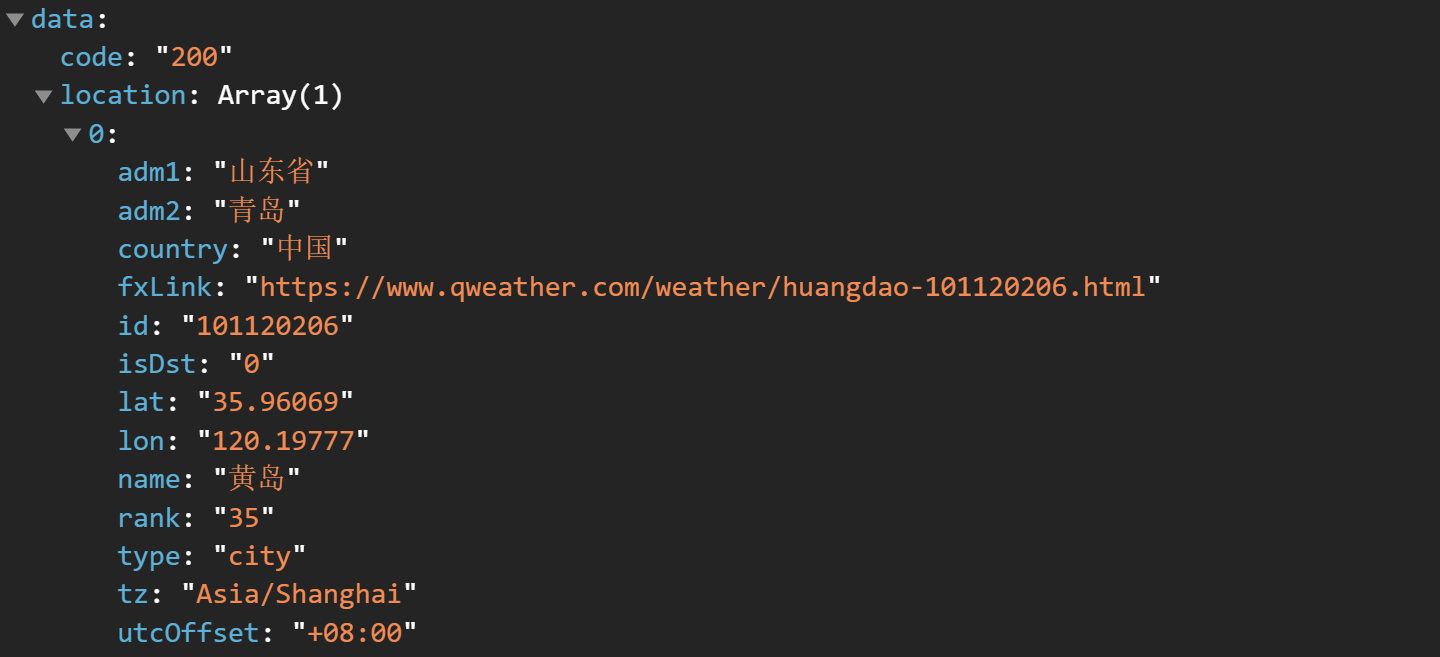 data:
code: "200"
location: Array(1)
0:
adm1: "山东省"
adm2: "青岛"
country: "中国"
fxLink: "https://www.qweather.com/weather/huangdao-101120206.html"
id: "101120206"
isDst: "0"
lat: "35.96069"
lon: "120.19777"
name: "黄岛"
rank: "35"
type: "city"
tz: "Asia/Shanghai"
utcOffset: "+08:00"